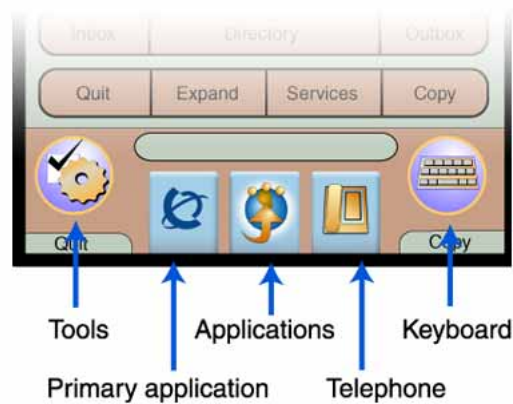 Inbox Directory Outbox
Quit Expand Services Copy
Quit Copy
Tools Applications Keyboard
Primary application Telephone